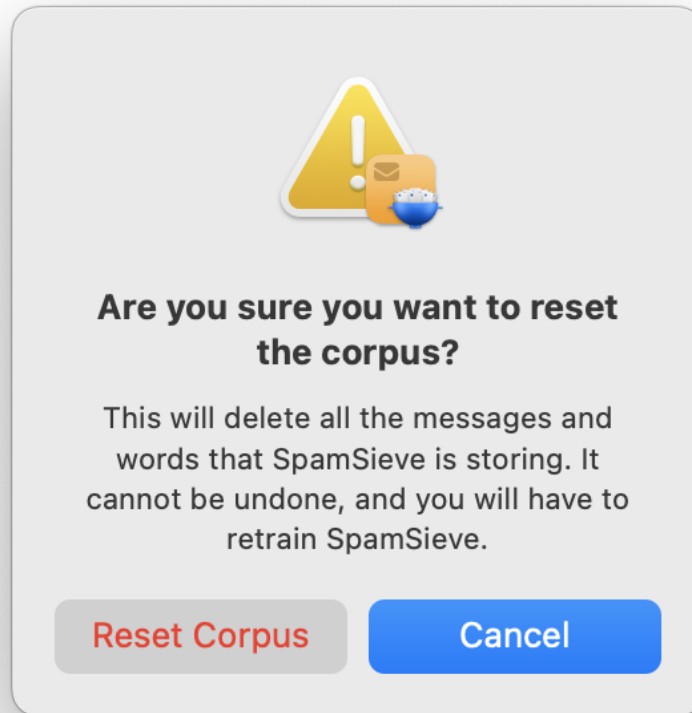 Are you sure you want to reset
the corpus?
This will delete all the messages and
words that SpamSieve is storing. It
cannot be undone, and you will have to
retrain SpamSieve.
Reset Corpus
Cancel